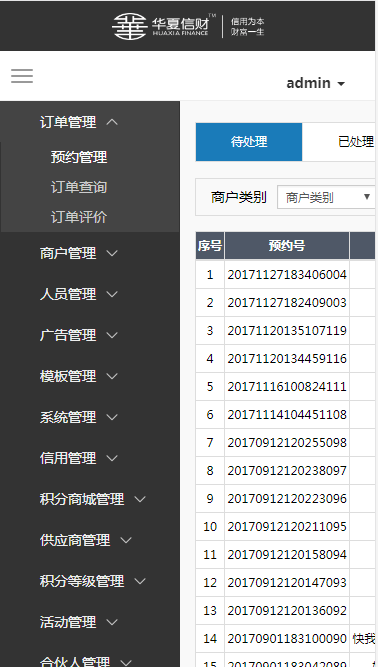 华夏信财™ 信用为本
HUAXIA FINANCE 财富一生
admin
订单管理
预约管理
订单查询
订单评价
商户管理
人员管理
广告管理
模板管理
系统管理
信用管理
积分商城管理
供应商管理
积分等级管理
活动管理
合伙人管理
待处理 已处理
商户类别 商户类别
序号 预约号
1 20171127183406004
2 20171127182409003
3 20171120135107119
4 20171120134459116
5 20171116100824111
6 20171114104451108
7 20170912120255098
8 20170912120238097
9 20170912120223096
10 20170912120211095
11 20170912120158094
12 20170912120147093
13 20170912120136092
14 20170901183100090 快我
15 20170901183042089